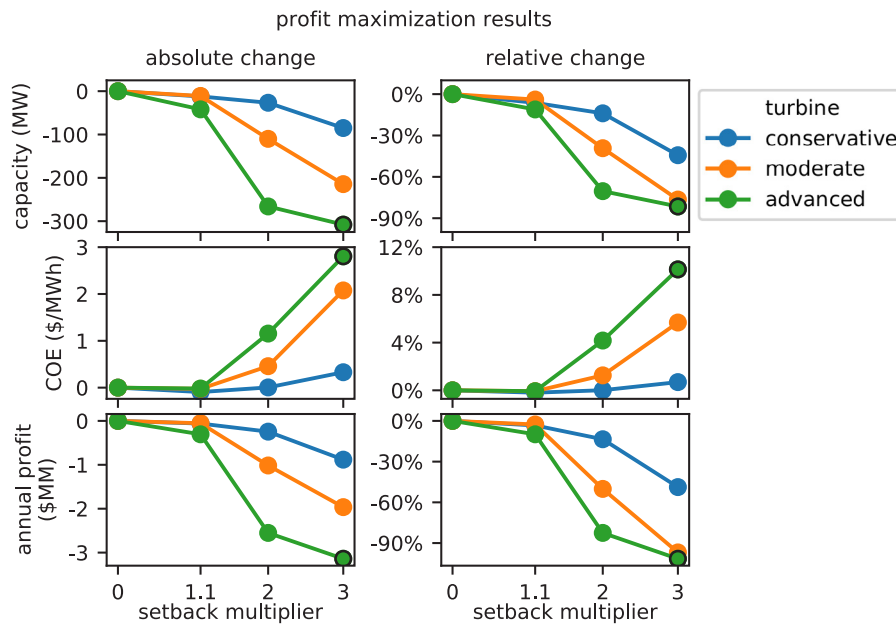 profit maximization results
absolute change
relative change
capacity (MW)
0
-100
-200
-300
0%
-30%
-60%
-90%
turbine
conservative
moderate
advanced
COE ($/MWh)
3
2
1
0
12%
8%
4%
0%
annual profit
($MM)
0
-1
-2
-3
0%
-30%
-60%
-90%
0 1.1 2 3
0 1.1 2 3
setback multiplier
setback multiplier